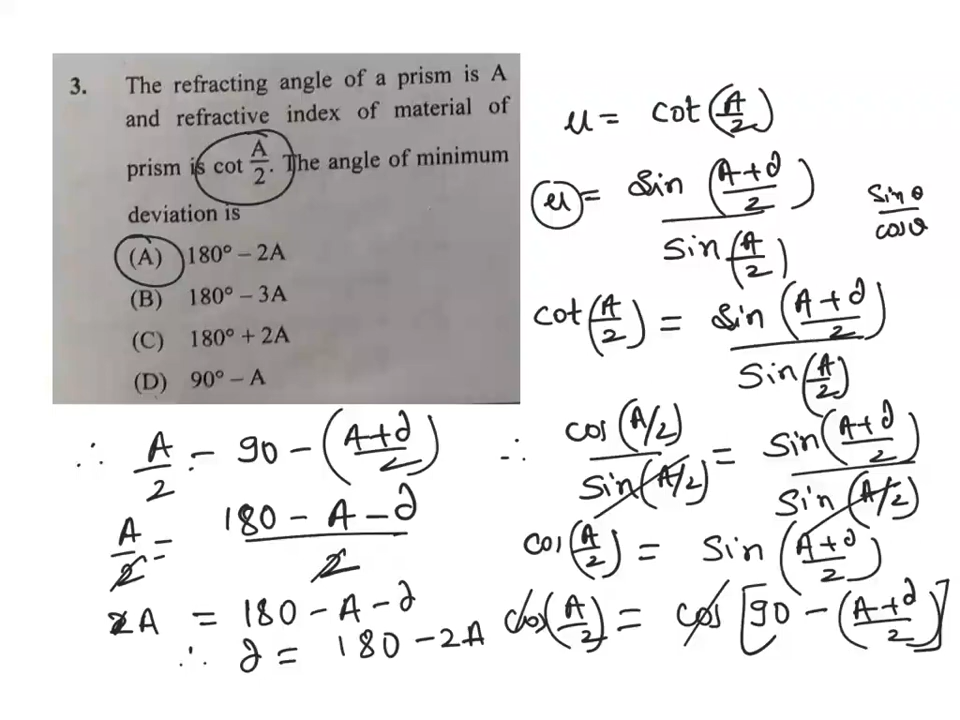 3. The refracting angle of a prism is A
and refractive index of material of
prism is cot A/2. The angle of minimum
deviation is
(A) 180° – 2A
(B) 180° – 3A
(C) 180° + 2A
(D) 90° – A
u = cot(A/2)
u = sin((A+∂)/2) / sin(A/2)
sin θ / cos θ
cot(A/2) = sin((A+∂)/2) / sin(A/2)
∴ cos(A/2) / sin(A/2) = sin((A+∂)/2) / sin(A/2)
cos(A/2) = sin((A+∂)/2)
cos(A/2) = cos[90 – ((A+∂)/2)]
∴ A/2 = 90 – ((A+∂)/2)
A/2 = (180 – A – ∂)/2
A = 180 – A – ∂
∴ ∂ = 180 – 2A